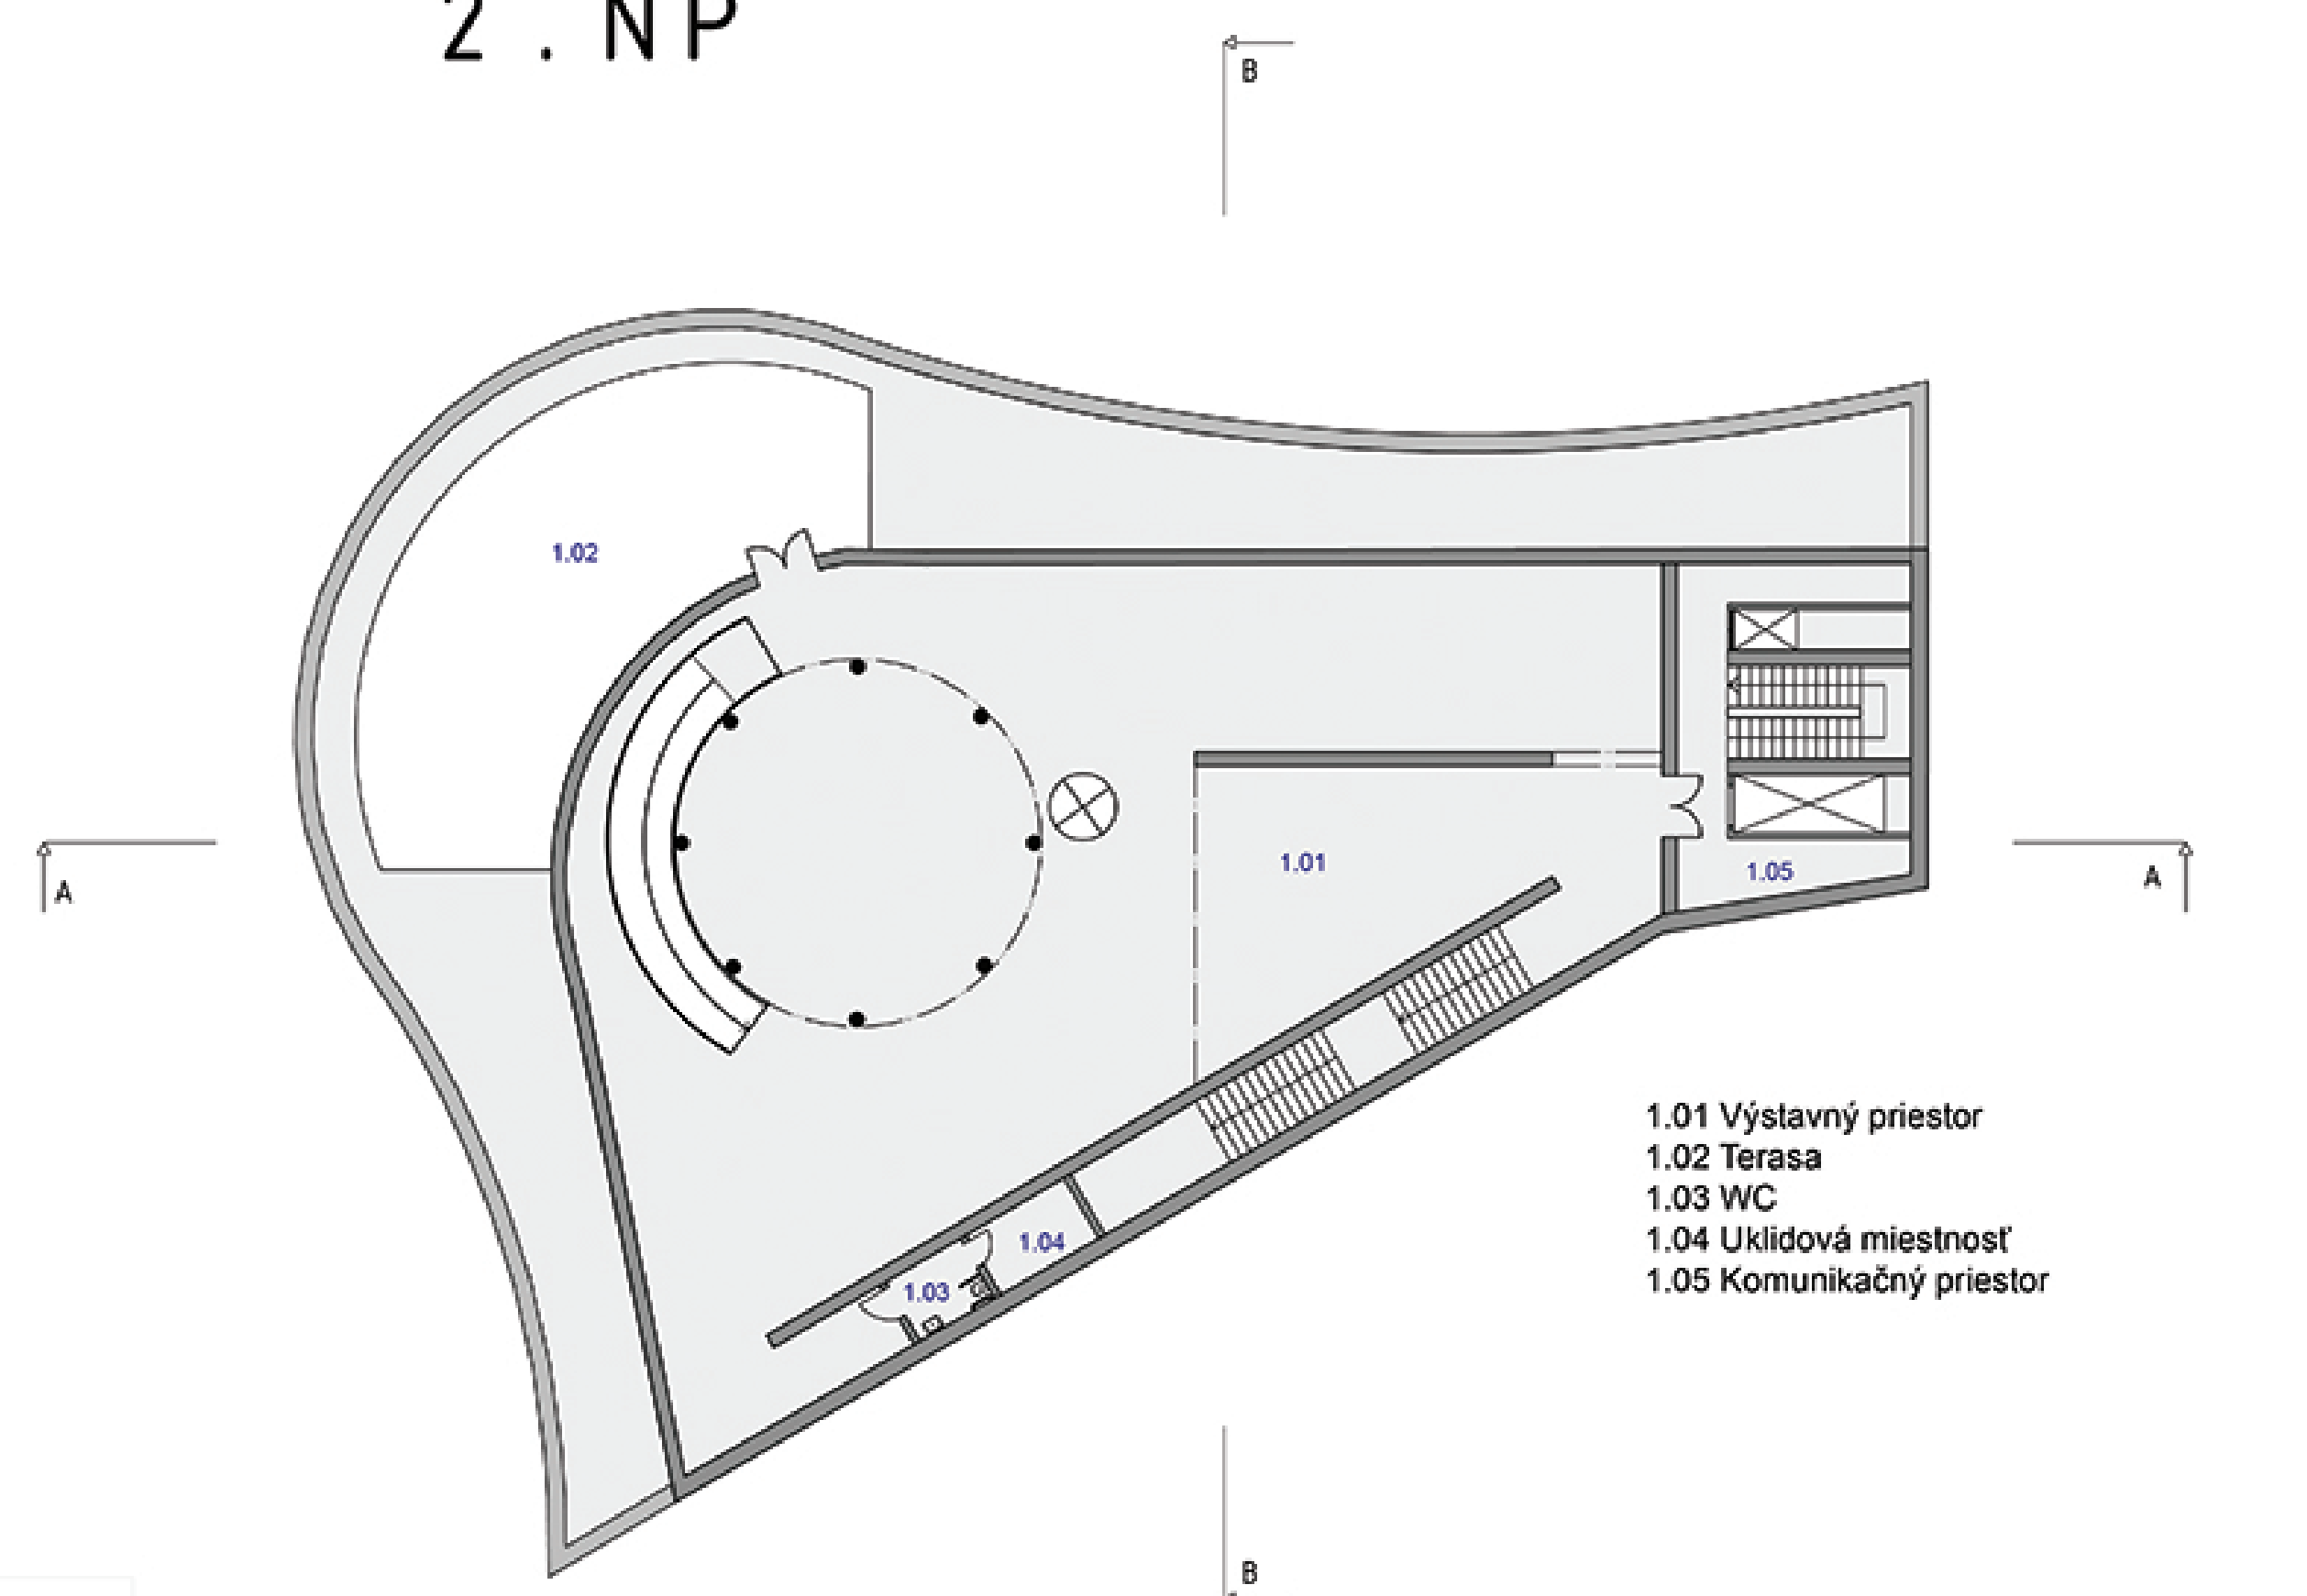 2 . NP
B
1.02
1.01
1.05
A
A
1.01 Výstavný priestor
1.02 Terasa
1.03 WC
1.04 Uklidová miestnosť
1.05 Komunikačný priestor
1.04
1.03
B